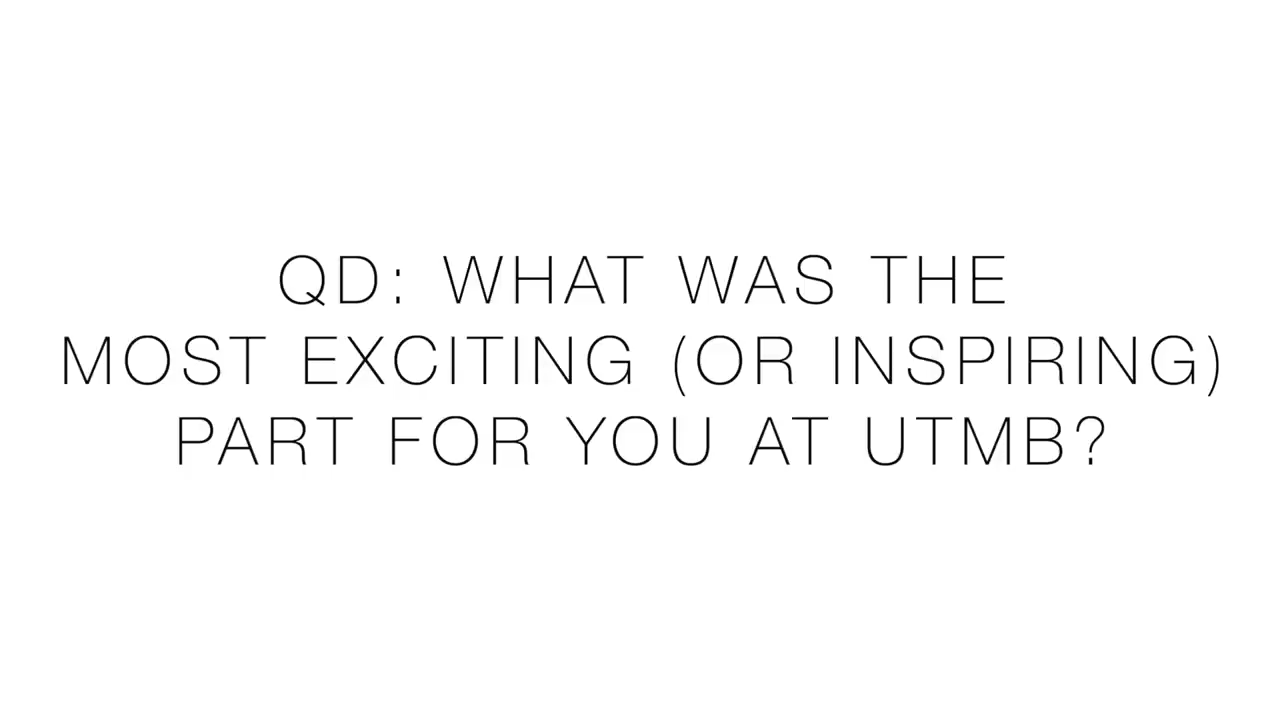 QD: WHAT WAS THE
MOST EXCITING (OR INSPIRING)
PART FOR YOU AT UTMB?